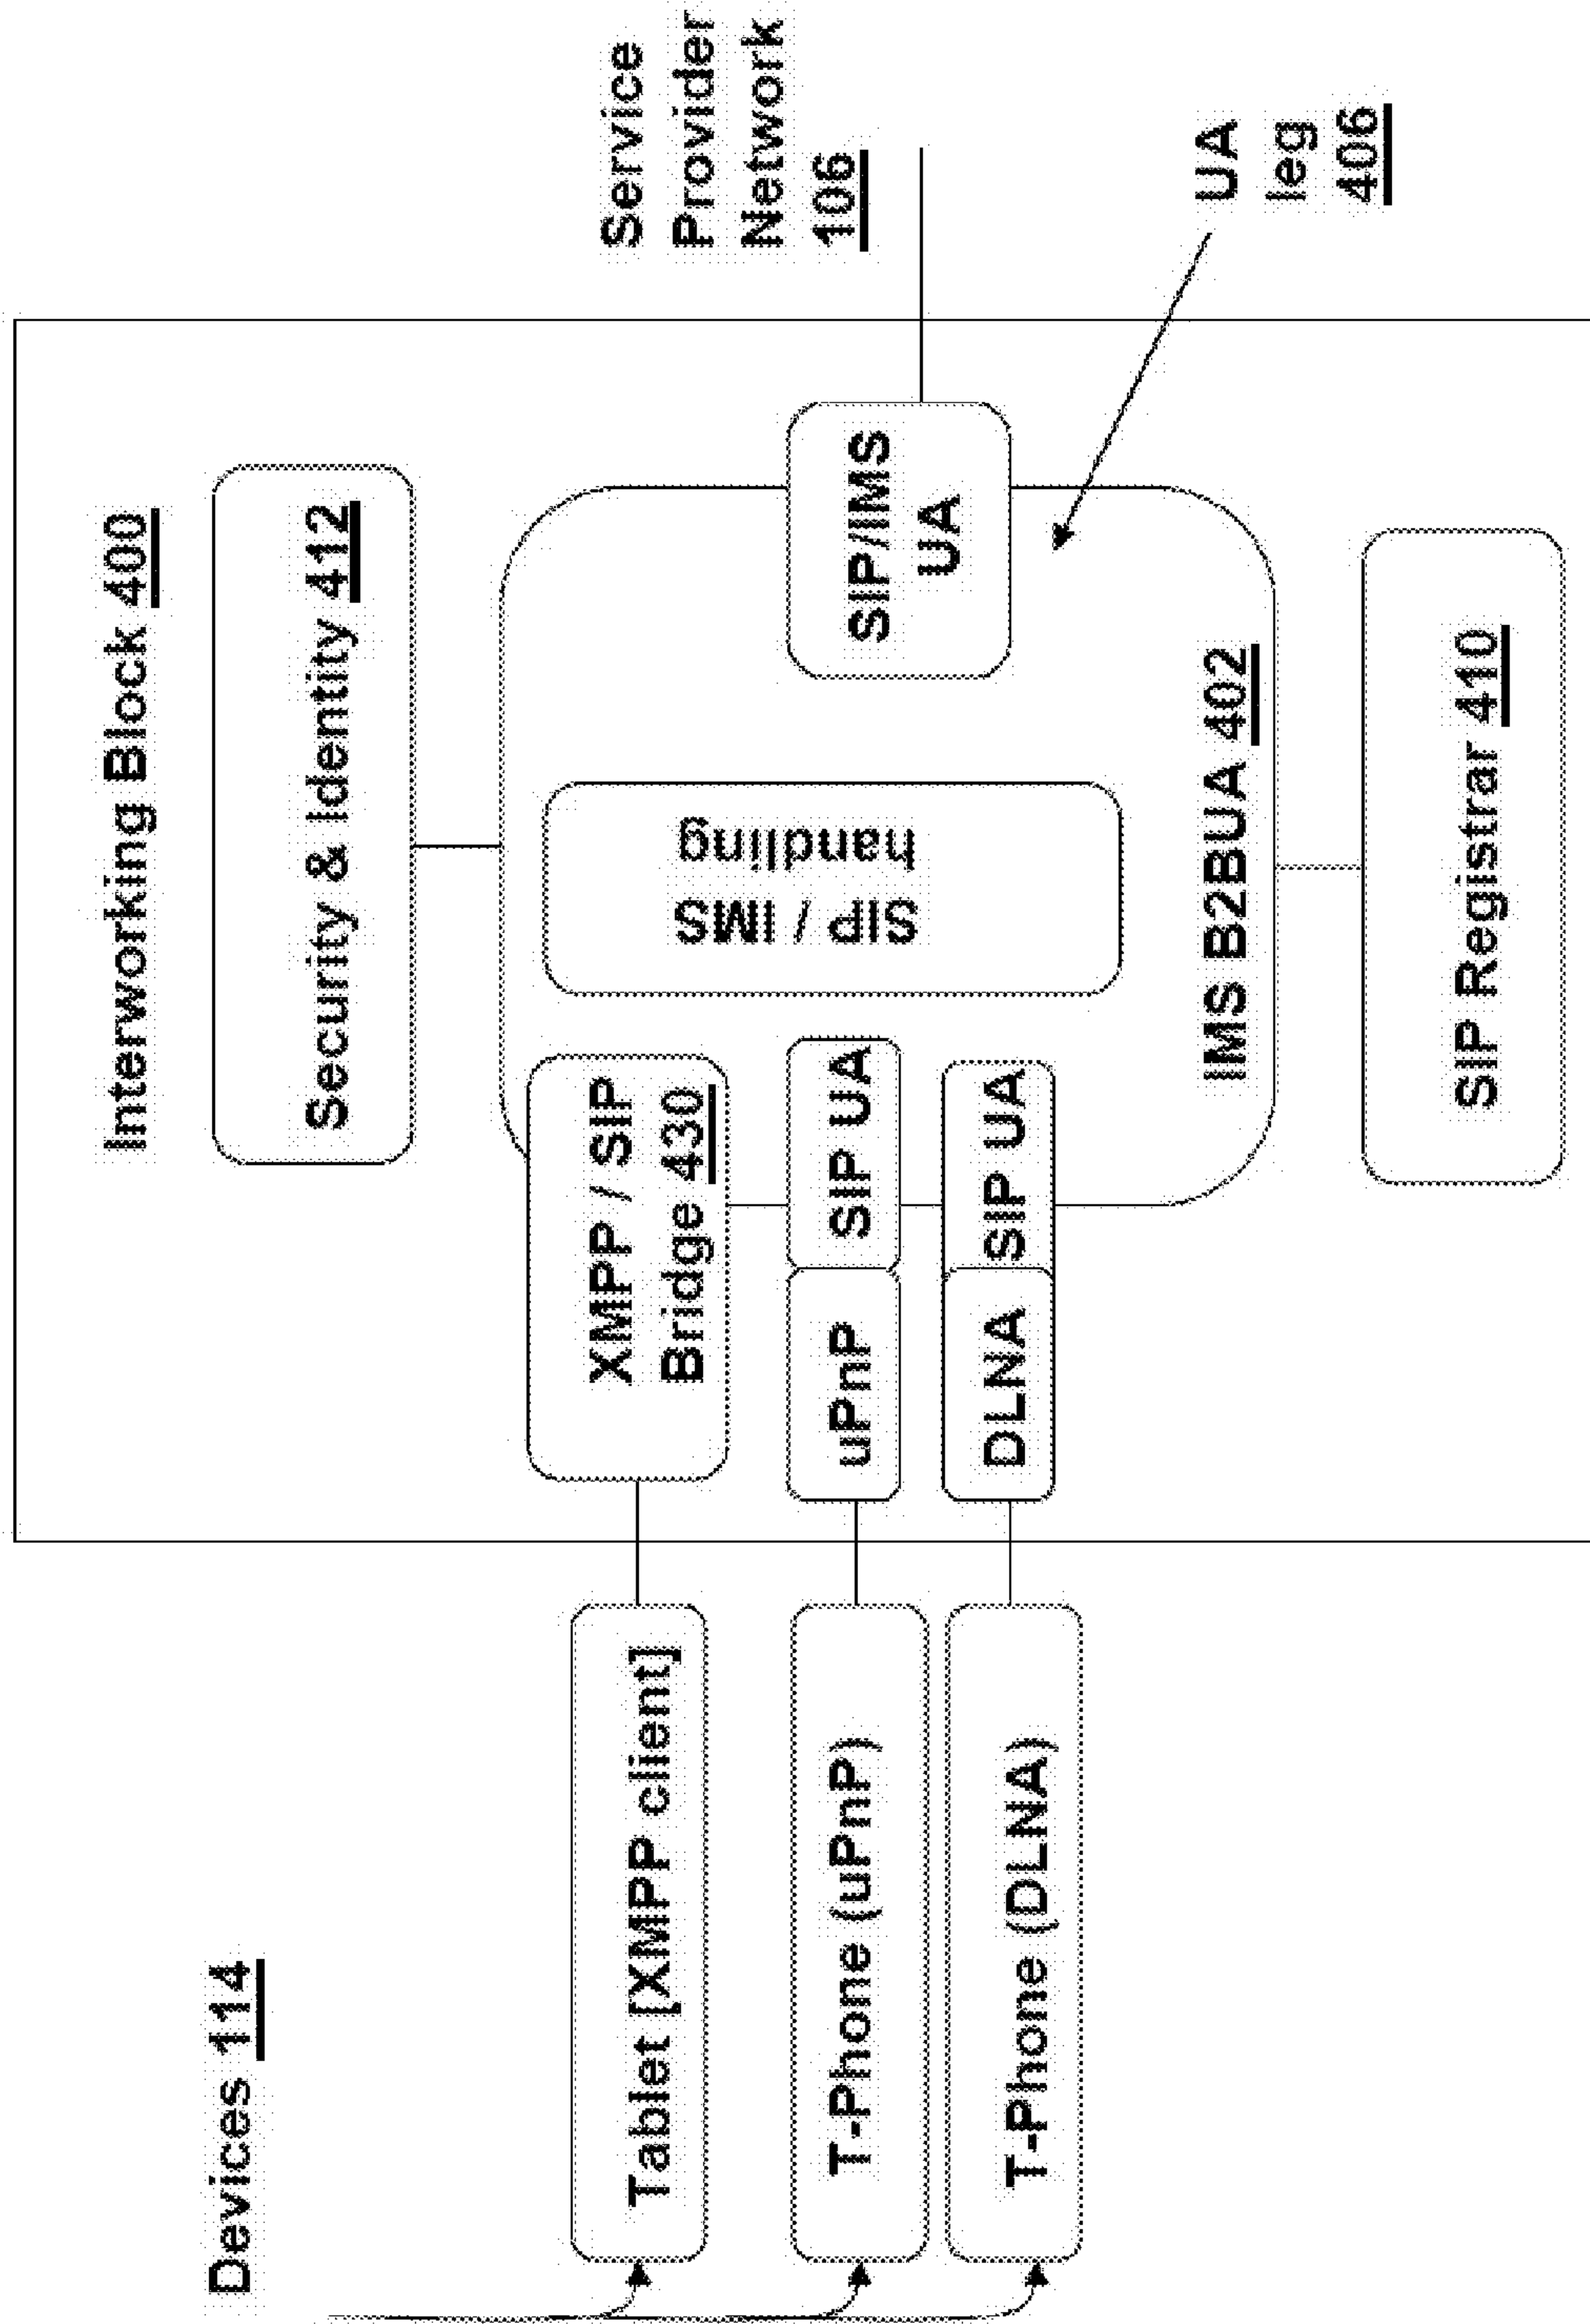 Devices 114
Tablet [XMPP client]
T-Phone (uPnP)
T-Phone (DLNA)
Interworking Block 400
Security & Identity 412
XMPP / SIP
Bridge 430
uPnP
SIP UA
DLNA
SIP UA
SIP / IMS
handling
SIP/IMS
UA
IMS B2BUA 402
SIP Registrar 410
Service
Provider
Network
106
UA
leg
406